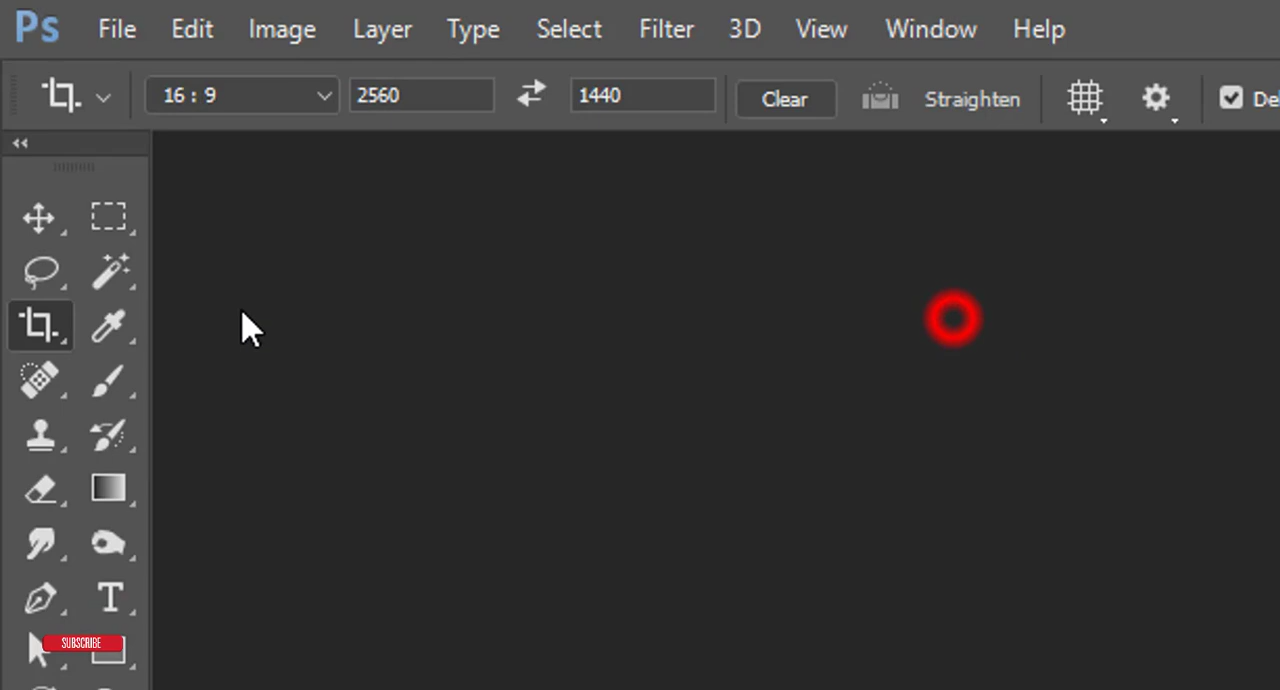 Ps File Edit Image Layer Type Select Filter 3D View Window Help
16 : 9 2560 1440 Clear Straighten
T
SUBSCRIBE